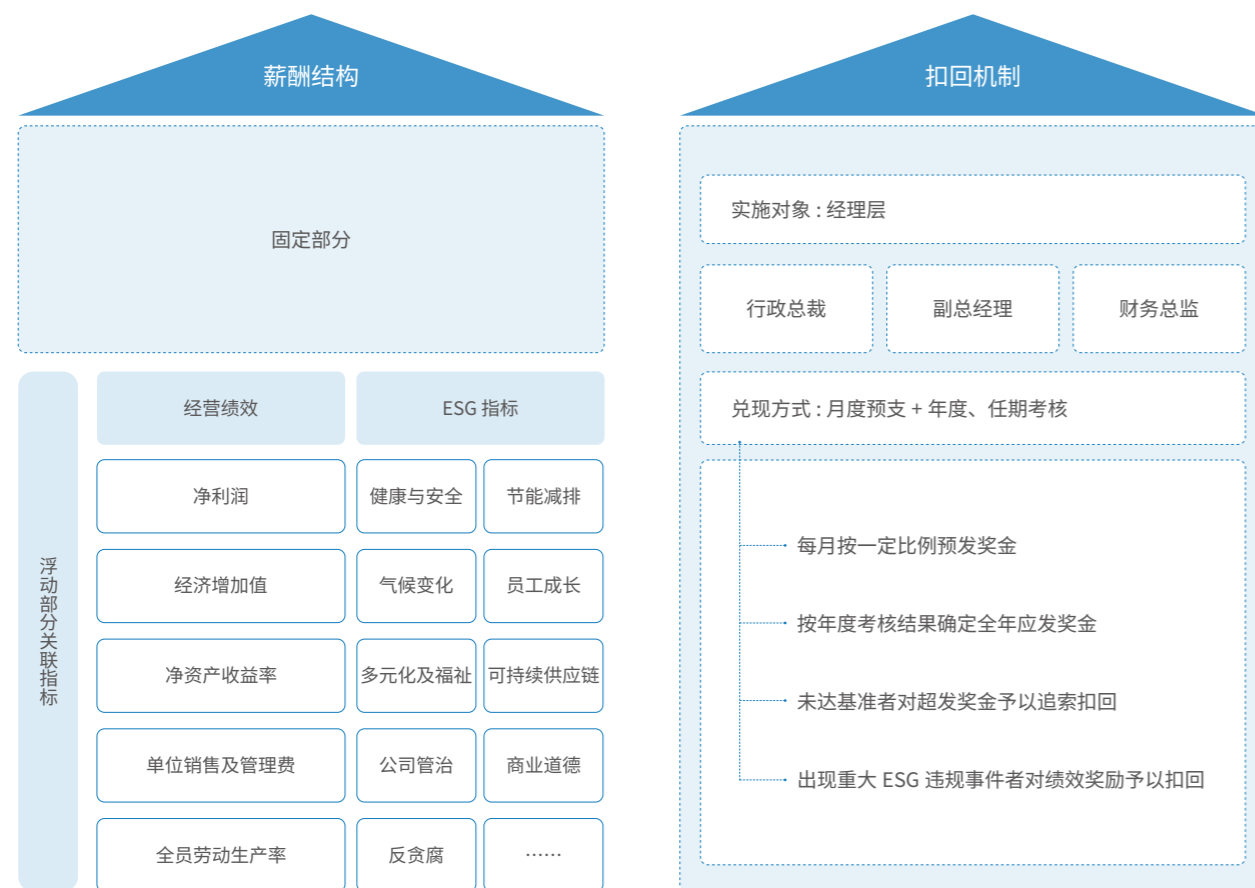 薪酬结构
固定部分
浮动部分关联指标
经营绩效
ESG 指标
净利润
健康与安全
节能减排
经济增加值
气候变化
员工成长
净资产收益率
多元化及福祉
可持续供应链
单位销售及管理费
公司管治
商业道德
全员劳动生产率
反贪腐
……
扣回机制
实施对象 : 经理层
行政总裁
副总经理
财务总监
兑现方式 : 月度预支 + 年度、任期考核
每月按一定比例预发奖金
按年度考核结果确定全年应发奖金
未达基准者对超发奖金予以追索扣回
出现重大 ESG 违规事件者对绩效奖励予以扣回